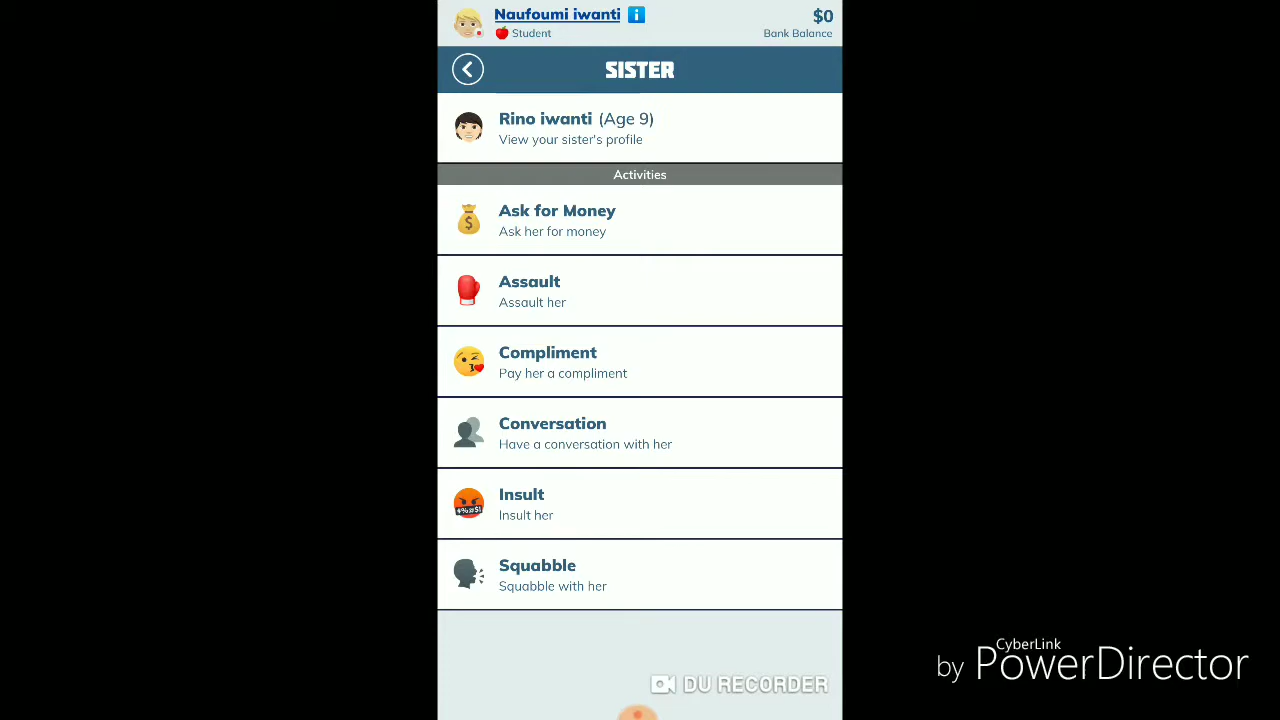 Naufoumi iwanti
Student
$0
Bank Balance
SISTER
Rino iwanti (Age 9)
View your sister's profile
Activities
Ask for Money
Ask her for money
Assault
Assault her
Compliment
Pay her a compliment
Conversation
Have a conversation with her
Insult
Insult her
Squabble
Squabble with her
DU RECORDER
CyberLink
by PowerDirector